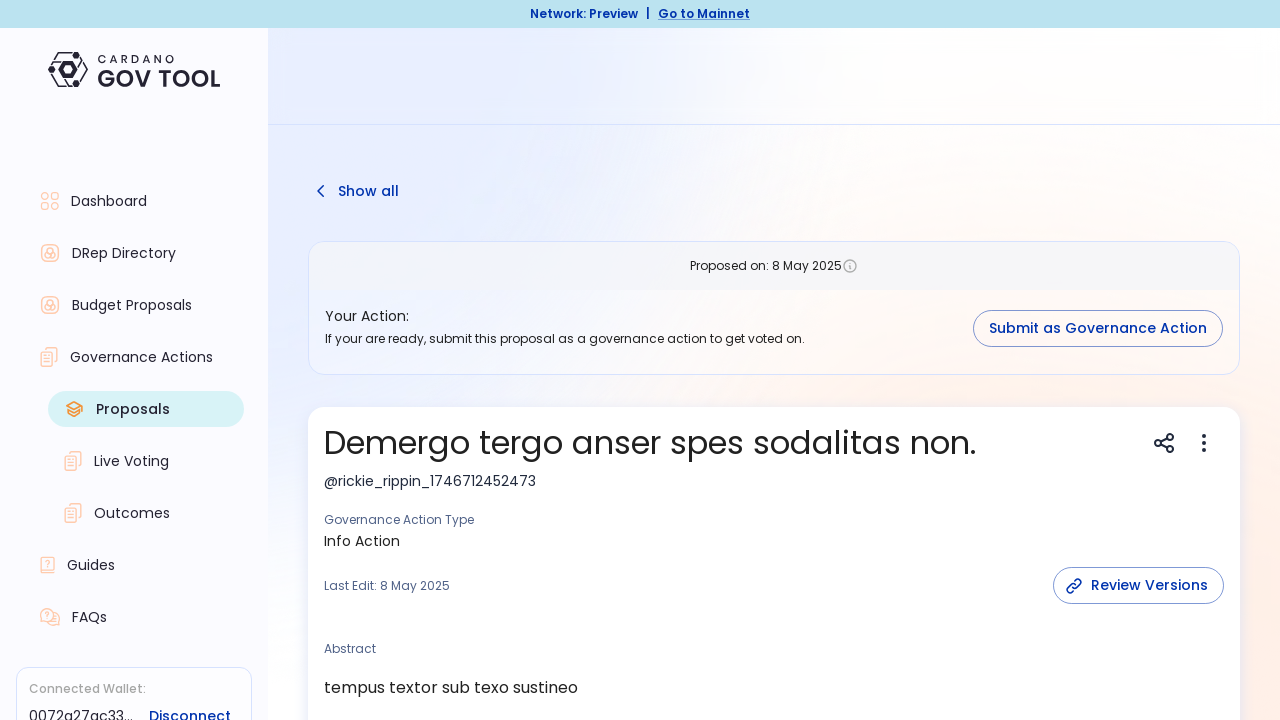 Network: Preview | Go to Mainnet
CARDANO
GOV TOOL
Dashboard
DRep Directory
Budget Proposals
Governance Actions
Proposals
Live Voting
Outcomes
Guides
FAQs
Connected Wallet:
0072a27ac33... Disconnect
Show all
Proposed on: 8 May 2025
Your Action:
If your are ready, submit this proposal as a governance action to get voted on.
Submit as Governance Action
Demergo tergo anser spes sodalitas non.
@rickie_rippin_1746712452473
Governance Action Type
Info Action
Last Edit: 8 May 2025
Review Versions
Abstract
tempus textor sub texo sustineo